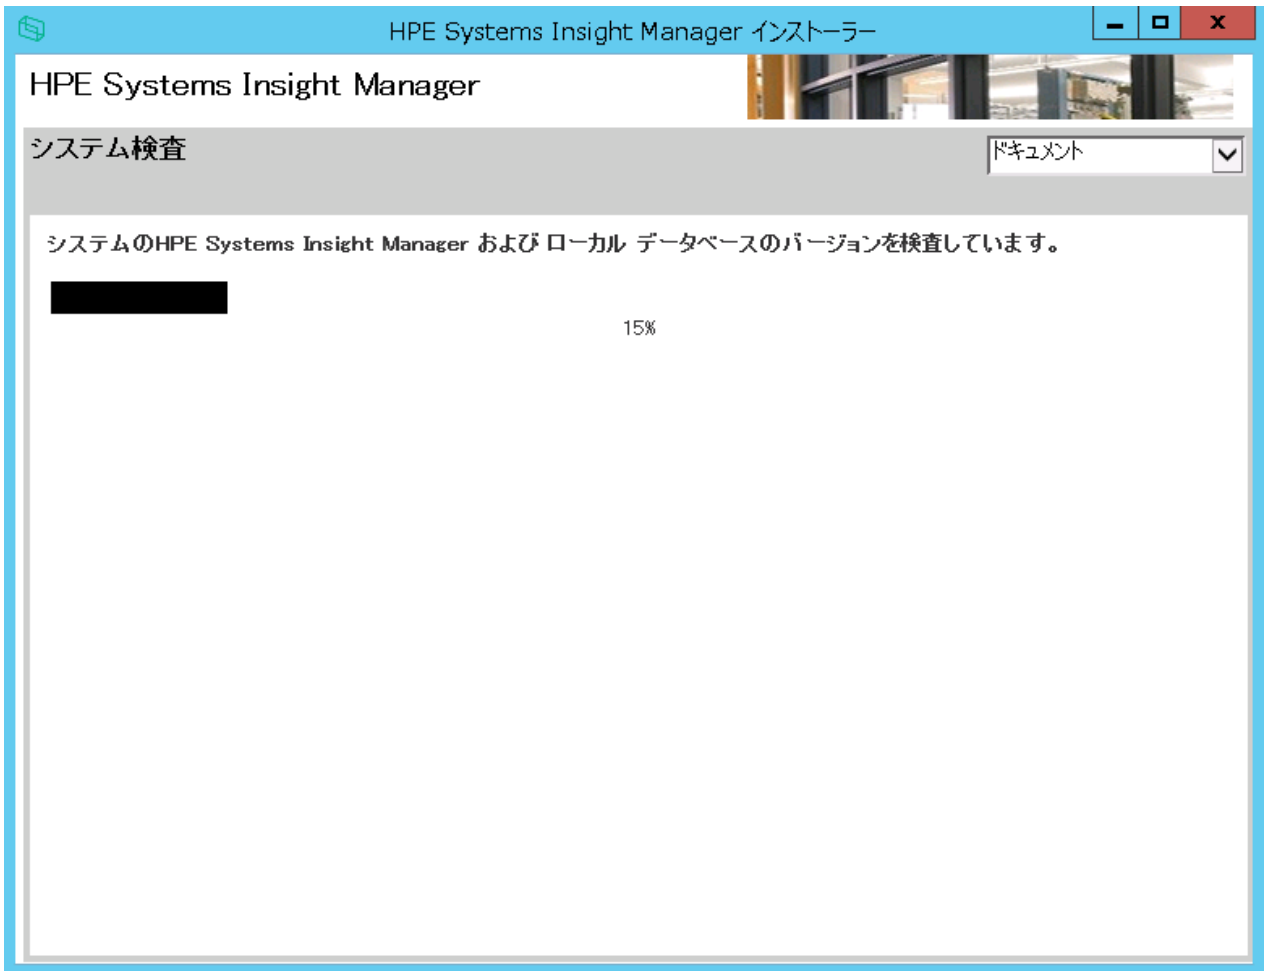 HPE Systems Insight Manager インストーラー
HPE Systems Insight Manager
システム検査
ドキュメント
システムのHPE Systems Insight Manager および ローカル データベースのバージョンを検査しています。
15%